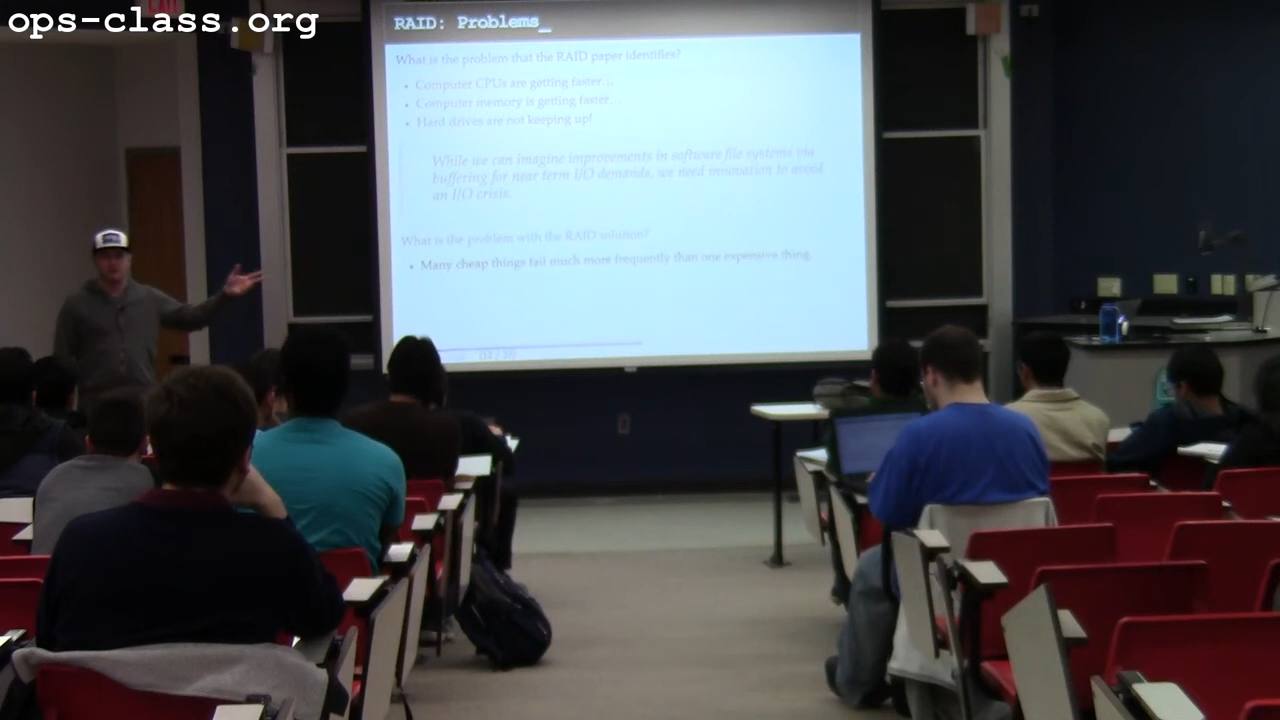 ops-class.org
RAID: Problems_
What is the problem that the RAID paper identifies?
• Computer CPUs are getting faster…
• Computer memory is getting faster…
• Hard drives are not keeping up!
While we can imagine improvements in software file systems via
buffering for near term I/O demands, we need innovation to avoid
an I/O crisis.
What is the problem with the RAID solution?
• Many cheap things fail much more frequently than one expensive thing.